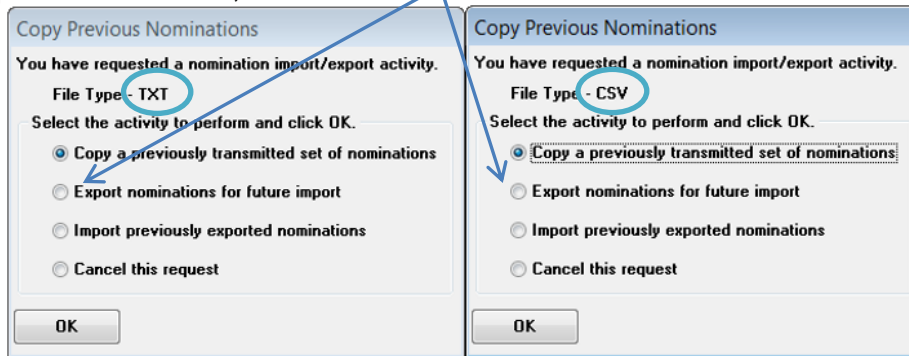 Copy Previous Nominations
You have requested a nomination import/export activity.
File Type - TXT
Select the activity to perform and click OK.
Copy a previously transmitted set of nominations
Export nominations for future import
Import previously exported nominations
Cancel this request
OK
Copy Previous Nominations
You have requested a nomination import/export activity.
File Type - CSV
Select the activity to perform and click OK.
Copy a previously transmitted set of nominations
Export nominations for future import
Import previously exported nominations
Cancel this request
OK